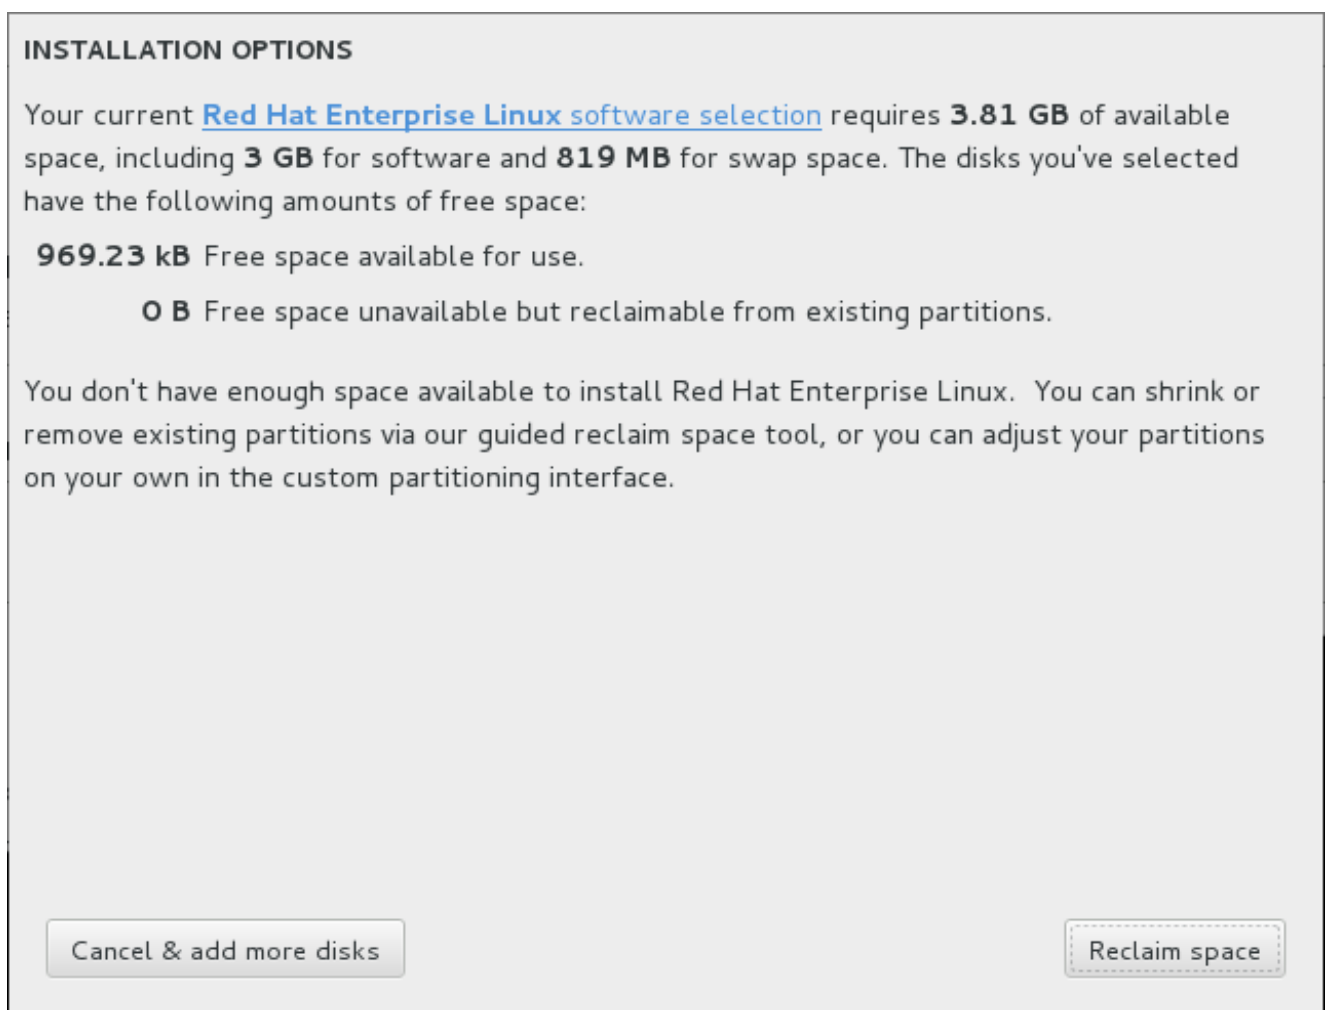 INSTALLATION OPTIONS
Your current Red Hat Enterprise Linux software selection requires 3.81 GB of available
space, including 3 GB for software and 819 MB for swap space. The disks you've selected
have the following amounts of free space:
969.23 kB Free space available for use.
0 B Free space unavailable but reclaimable from existing partitions.
You don't have enough space available to install Red Hat Enterprise Linux.  You can shrink or
remove existing partitions via our guided reclaim space tool, or you can adjust your partitions
on your own in the custom partitioning interface.
Cancel & add more disks
Reclaim space